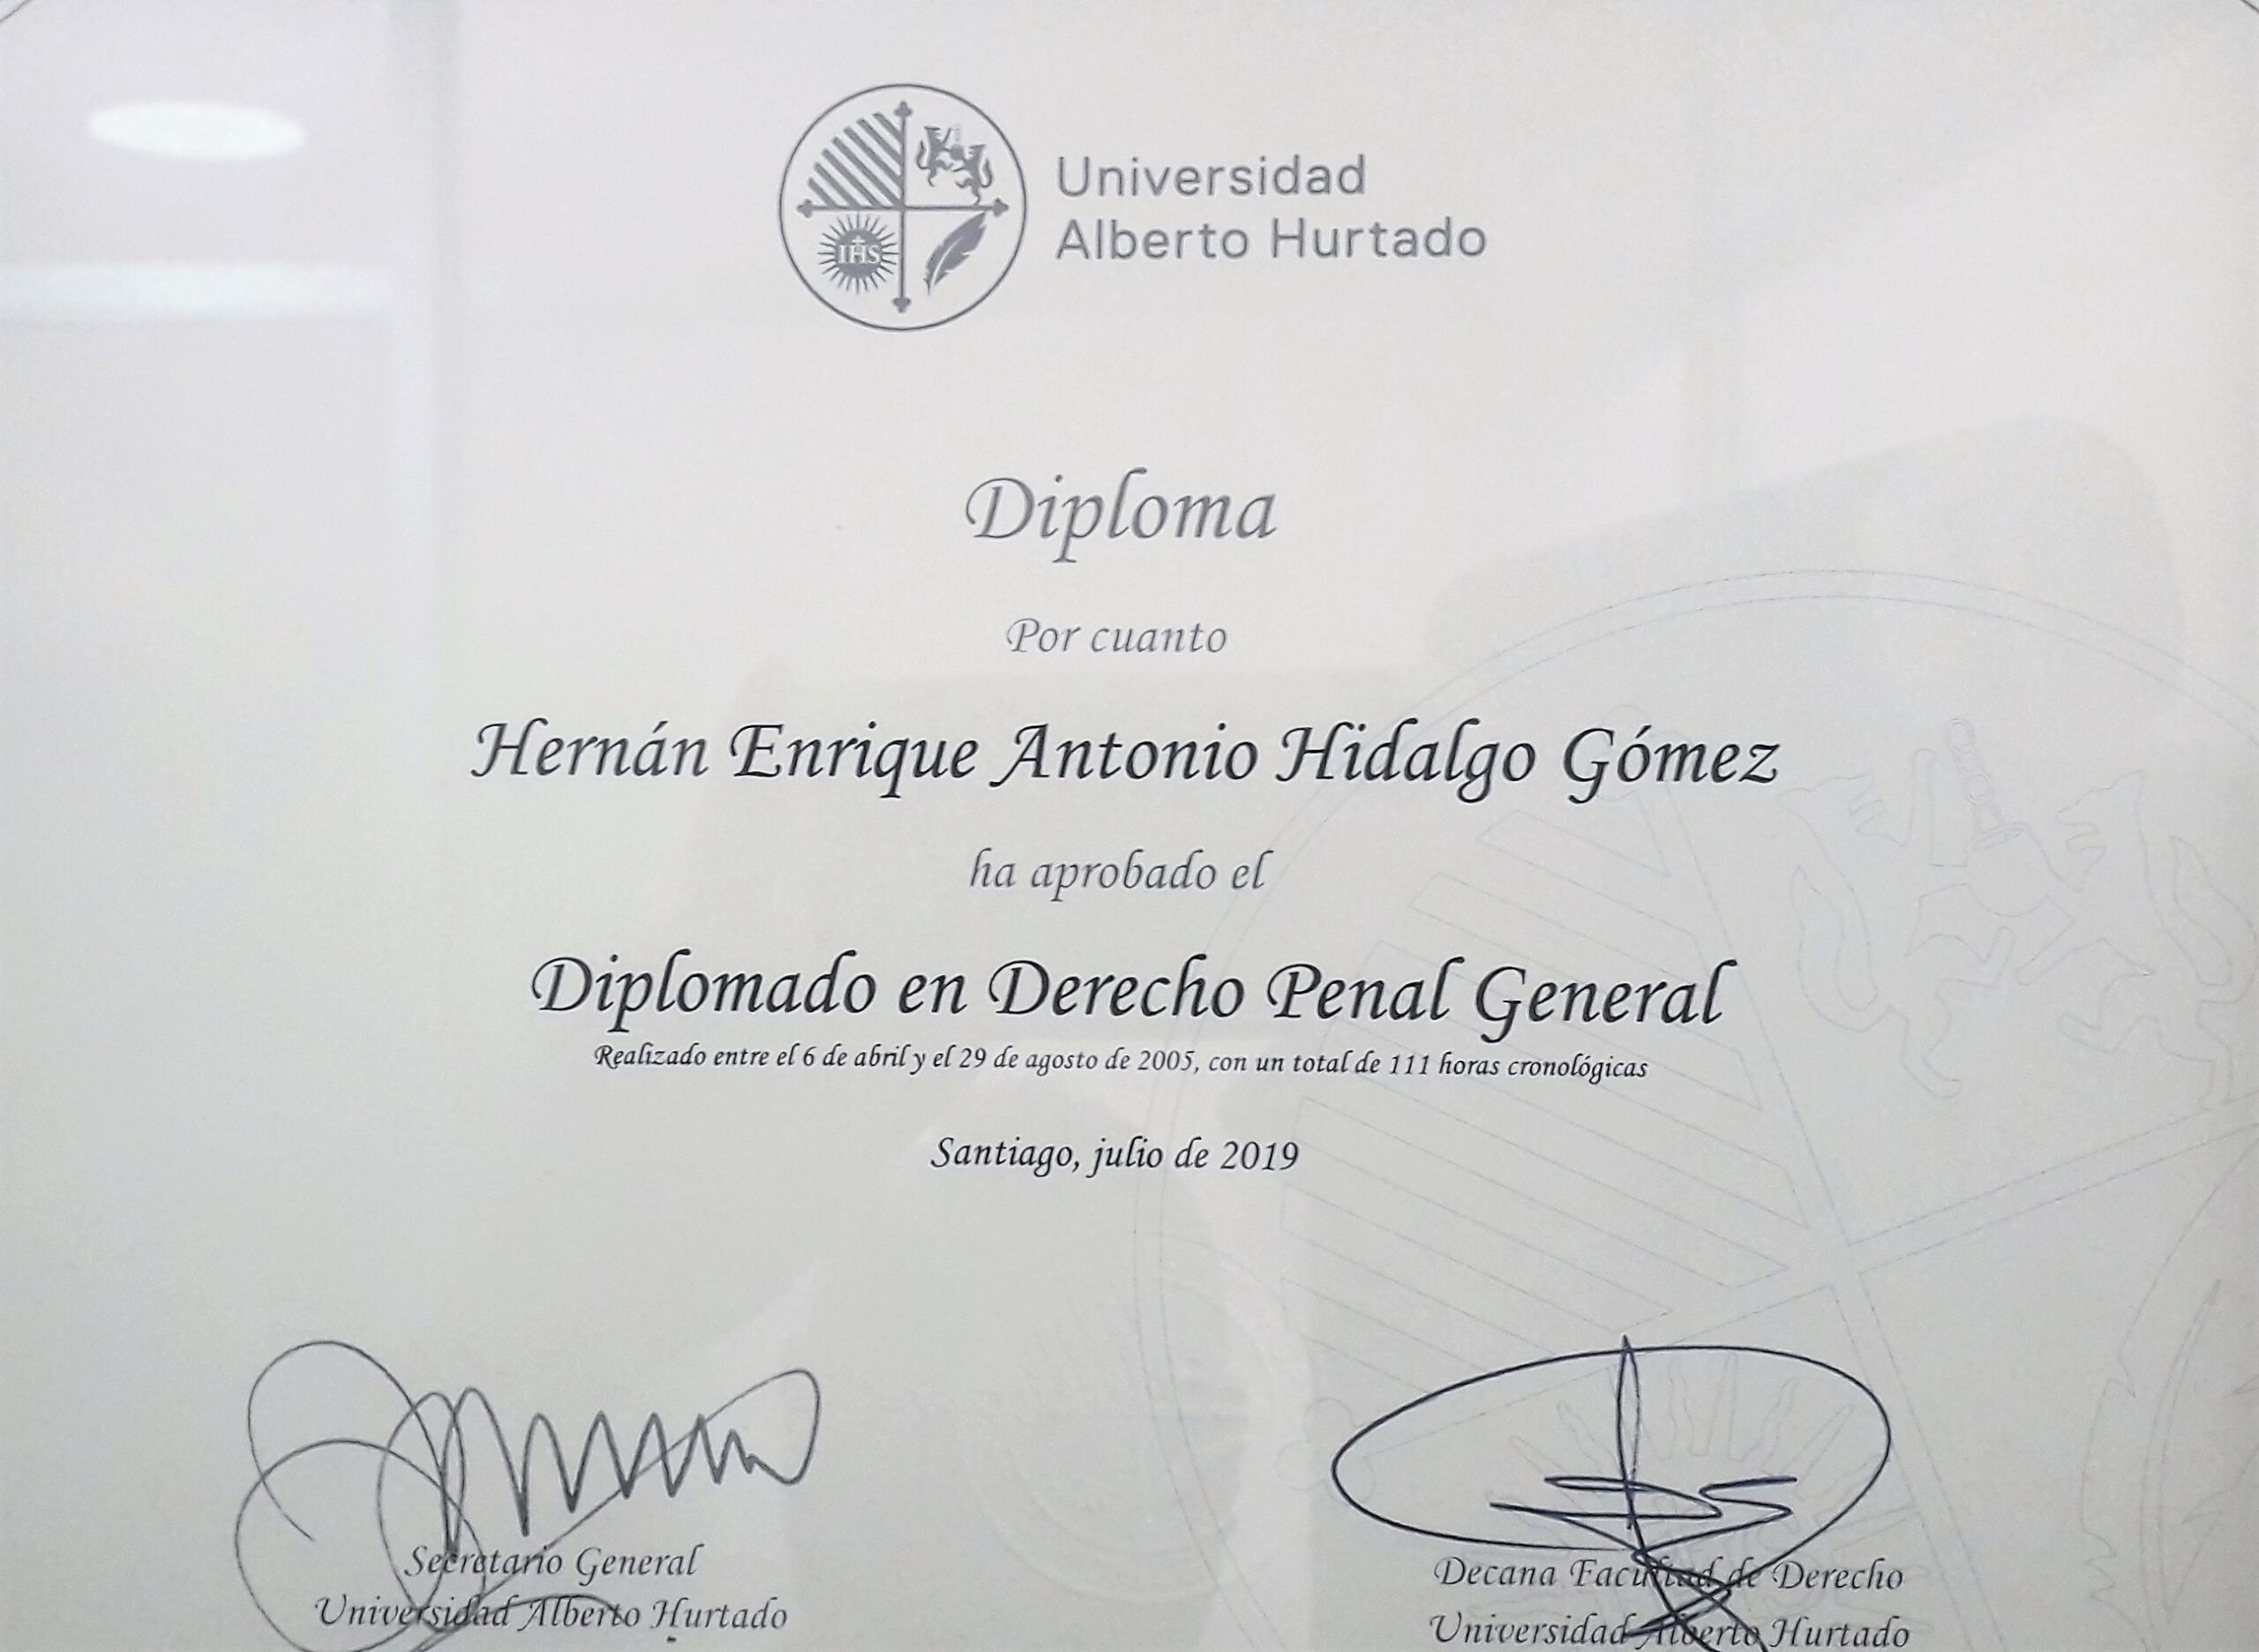 IHS
Universidad
Alberto Hurtado
Diploma
Por cuanto
Hernán Enrique Antonio Hidalgo Gómez
ha aprobado el
Diplomado en Derecho Penal General
Realizado entre el 6 de abril y el 29 de agosto de 2005, con un total de 111 horas cronológicas
Santiago, julio de 2019
Secretario General
Universidad Alberto Hurtado
Decana Facultad de Derecho
Universidad Alberto Hurtado